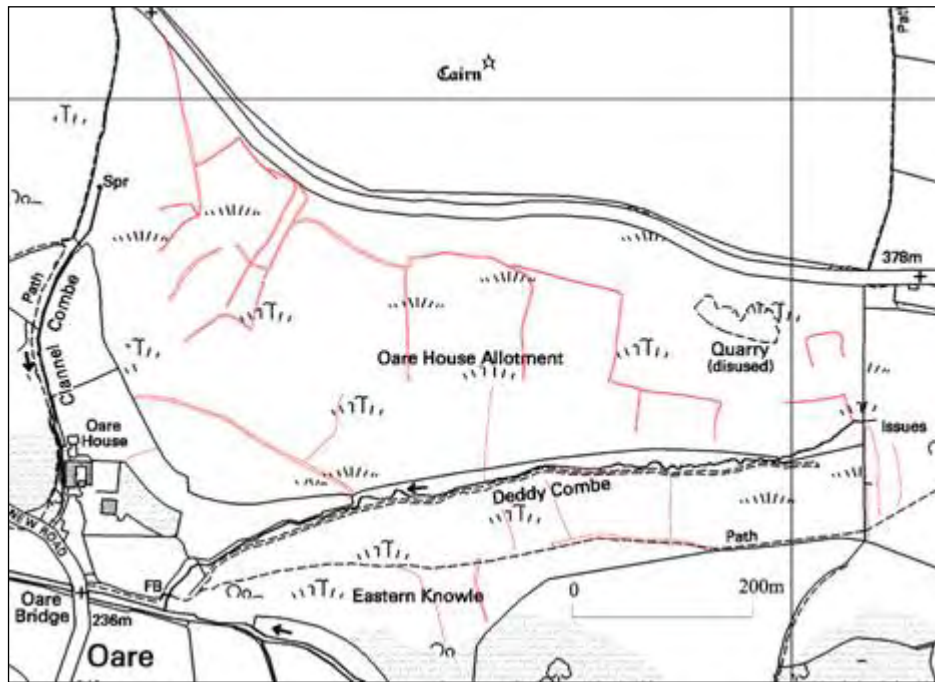 Cairn
Path
Spr
Path
Clannel Combe
378m
Oare House Allotment
Quarry
(disused)
Oare
House
Issues
Deddy Combe
NEW ROAD
Path
FB
0 200m
Eastern Knowle
Oare
Bridge
236m
Oare